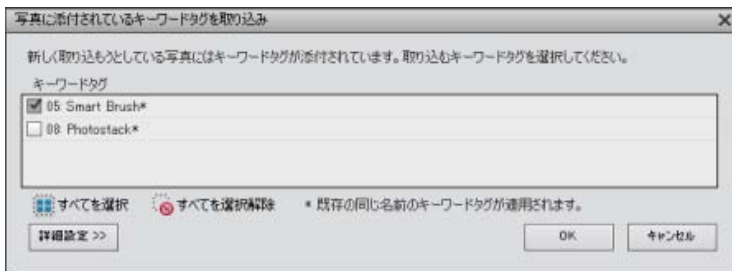 写真に添付されているキーワードタグを取り込み
新しく取り込もうとしている写真にはキーワードタグが添付されています。取り込むキーワードタグを選択してください。
キーワードタグ
05 Smart Brush*
08 Photostack*
すべてを選択 すべてを選択解除 * 既存の同じ名前のキーワードタグが適用されます。
詳細設定 >> OK キャンセル